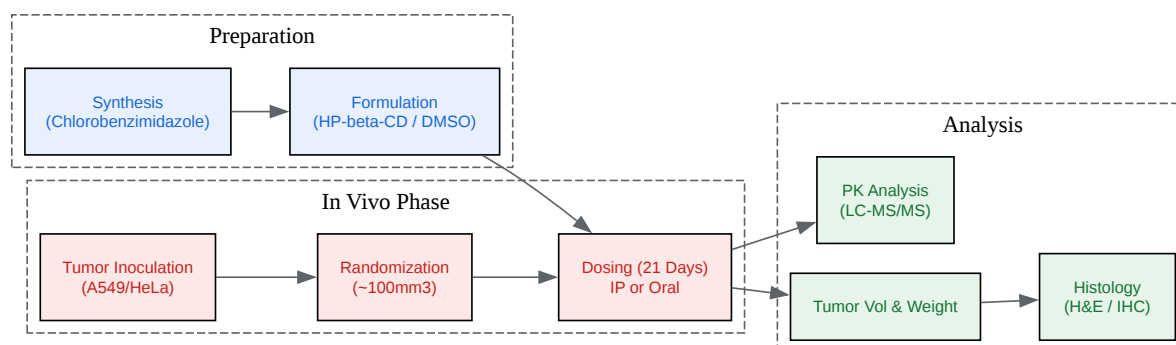 Preparation
Synthesis
(Chlorobenzimidazole)
Formulation
(HP-beta-CD / DMSO)
In Vivo Phase
Tumor Inoculation
(A549/HeLa)
Randomization
(~100mm3)
Dosing (21 Days)
IP or Oral
Analysis
PK Analysis
(LC-MS/MS)
Tumor Vol & Weight
Histology
(H&E / IHC)